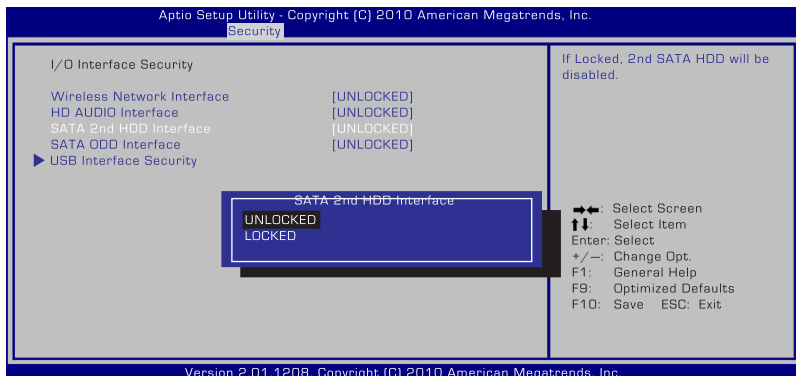 Aptio Setup Utility - Copyright (C) 2010 American Megatrends, Inc.
Security
I/O Interface Security
Wireless Network Interface [UNLOCKED]
HD AUDIO Interface [UNLOCKED]
SATA 2nd HDD Interface [UNLOCKED]
SATA ODD Interface [UNLOCKED]
USB Interface Security
SATA 2nd HDD Interface
UNLOCKED
LOCKED
If Locked, 2nd SATA HDD will be
disabled.
→←: Select Screen
↑↓: Select Item
Enter: Select
+/—: Change Opt.
F1: General Help
F9: Optimized Defaults
F10: Save ESC: Exit
Version 2.01.1208. Copyright (C) 2010 American Megatrends, Inc.